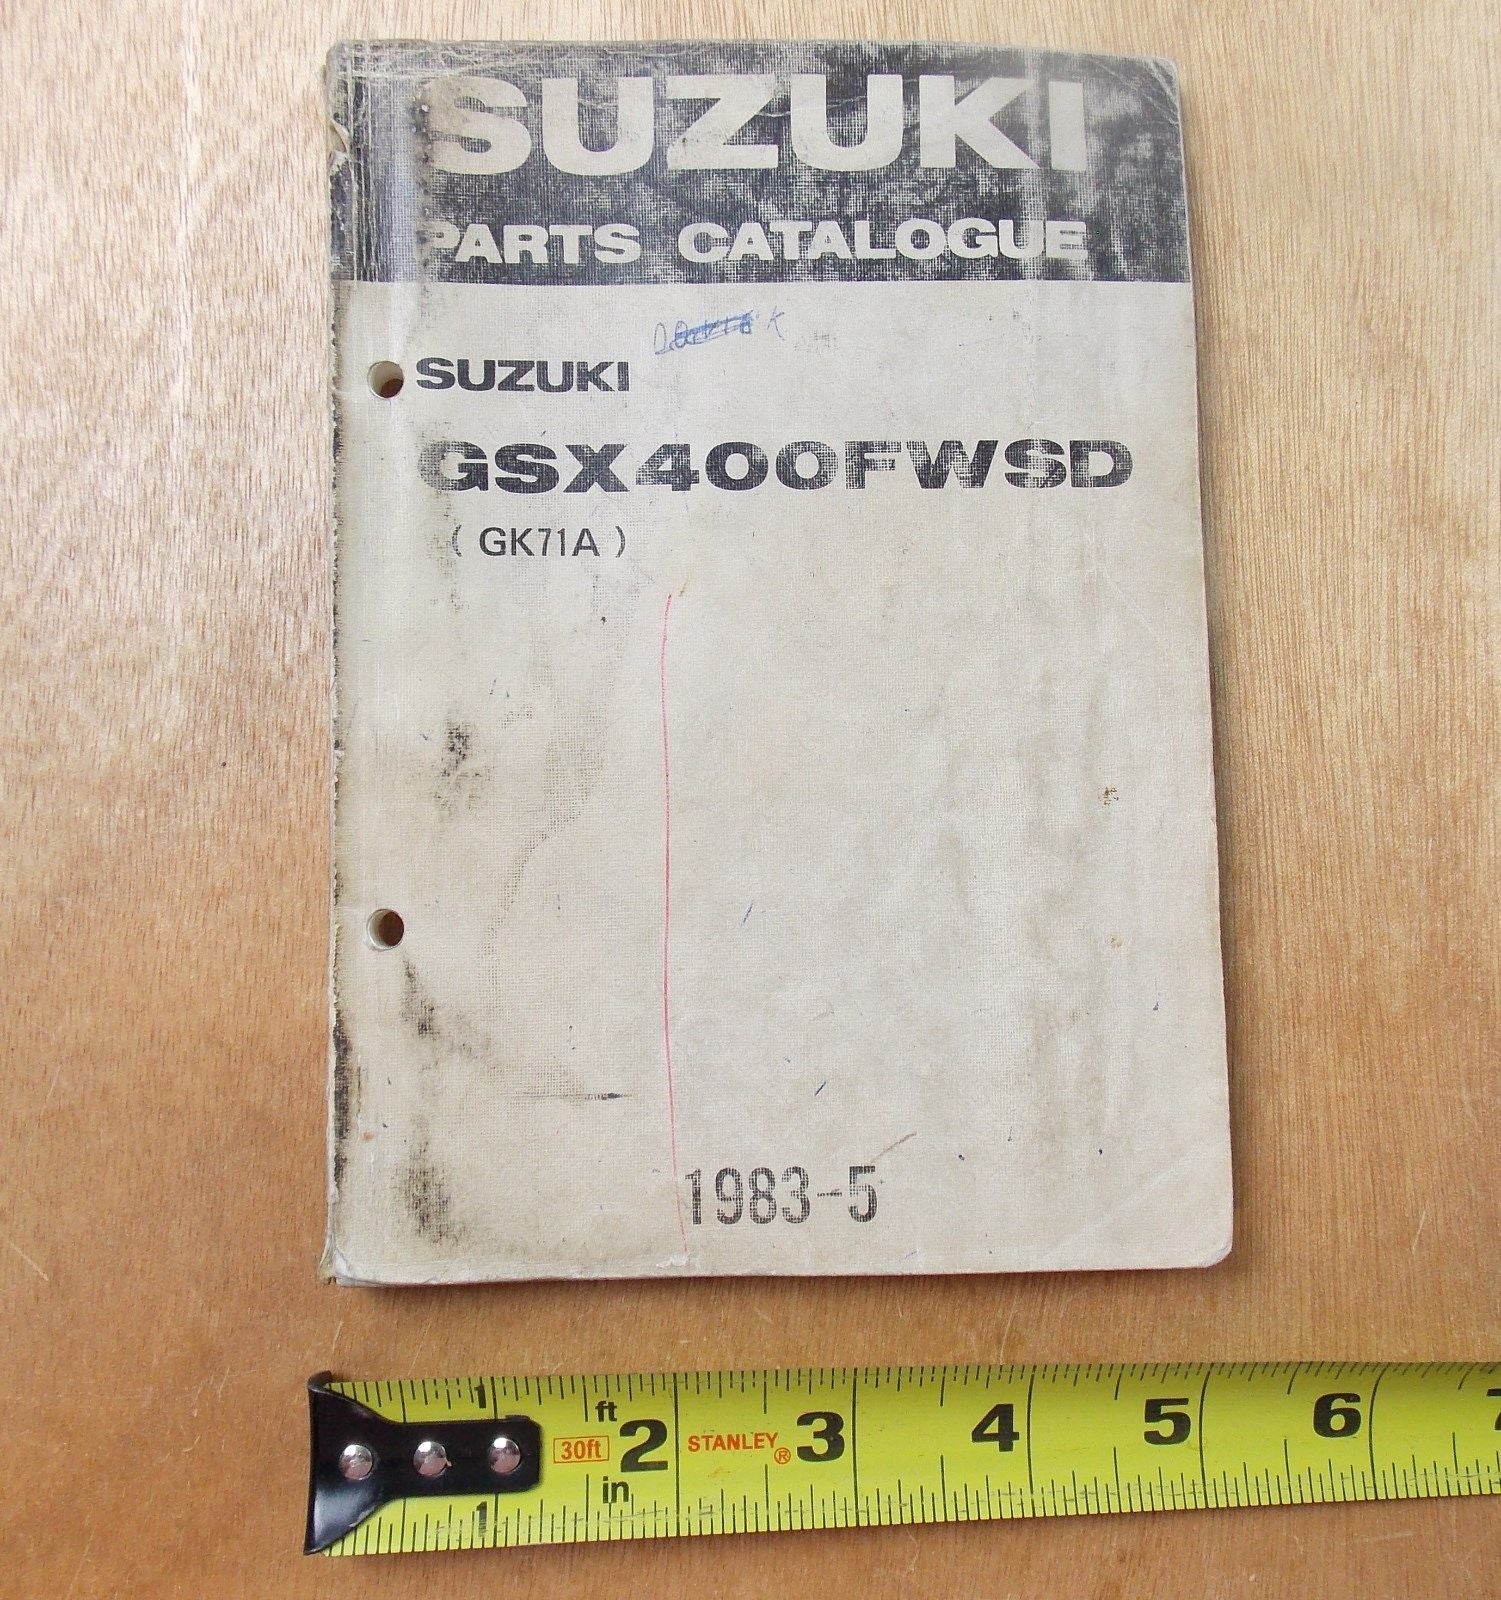 SUZUKI
PARTS CATALOGUE
SUZUKI
GSX400FWSD
( GK71A )
1983-5
1 ft 2 STANLEY® 3 4 5 6 7
30ft
1 in